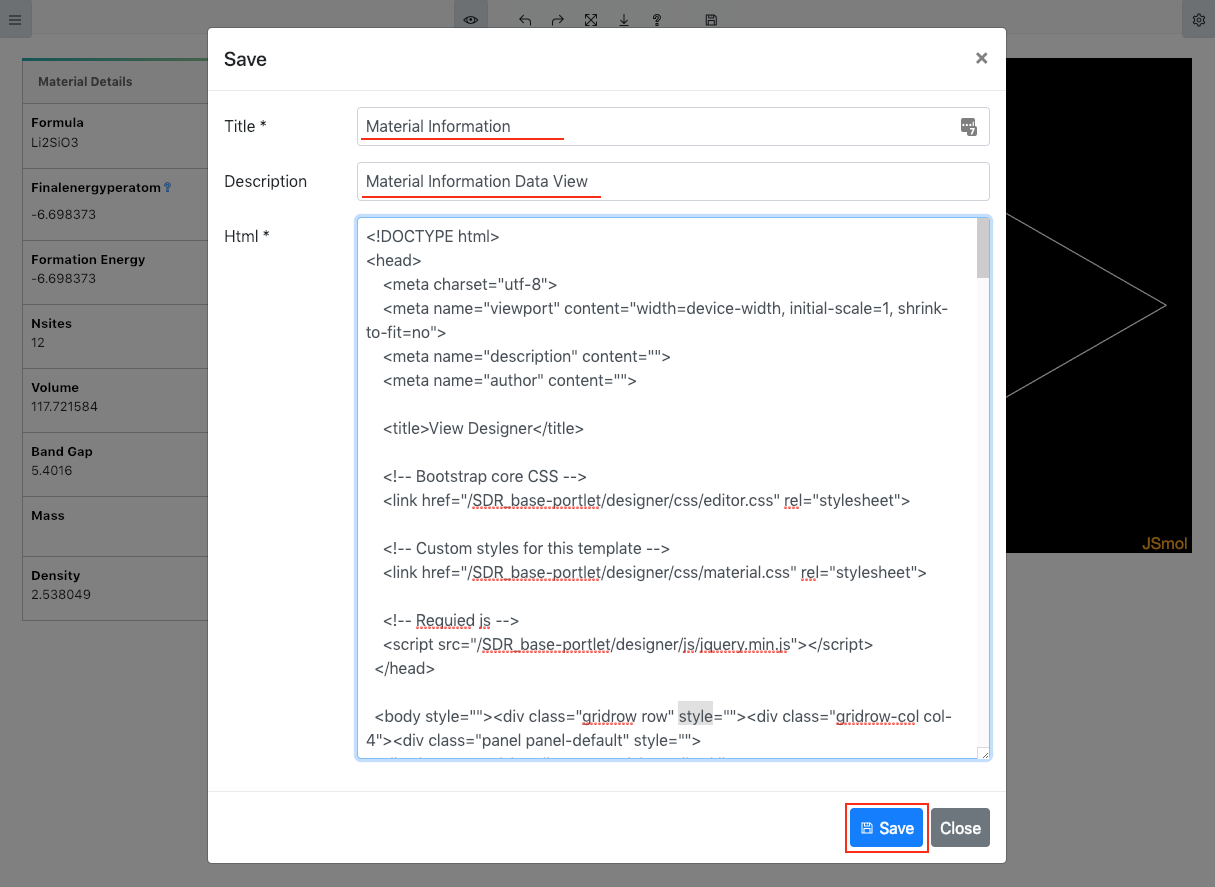 Save
×
Title *
Material Information
Description
Material Information Data View
Html *
<!DOCTYPE html>
<head>
<meta charset="utf-8">
<meta name="viewport" content="width=device-width, initial-scale=1, shrink-
to-fit=no">
<meta name="description" content="">
<meta name="author" content="">
<title>View Designer</title>
<!-- Bootstrap core CSS -->
<link href="/SDR_base-portlet/designer/css/editor.css" rel="stylesheet">
<!-- Custom styles for this template -->
<link href="/SDR_base-portlet/designer/css/material.css" rel="stylesheet">
<!-- Requied js -->
<script src="/SDR_base-portlet/designer/js/jquery.min.js"></script>
</head>
<body style=""><div class="gridrow row" style=""><div class="gridrow-col col-
4"><div class="panel panel-default" style="">
Save
Close
Material Details
Formula
Li2SiO3
Finalenergyperatom ?
-6.698373
Formation Energy
-6.698373
Nsites
12
Volume
117.721584
Band Gap
5.4016
Mass
Density
2.538049
JSmol